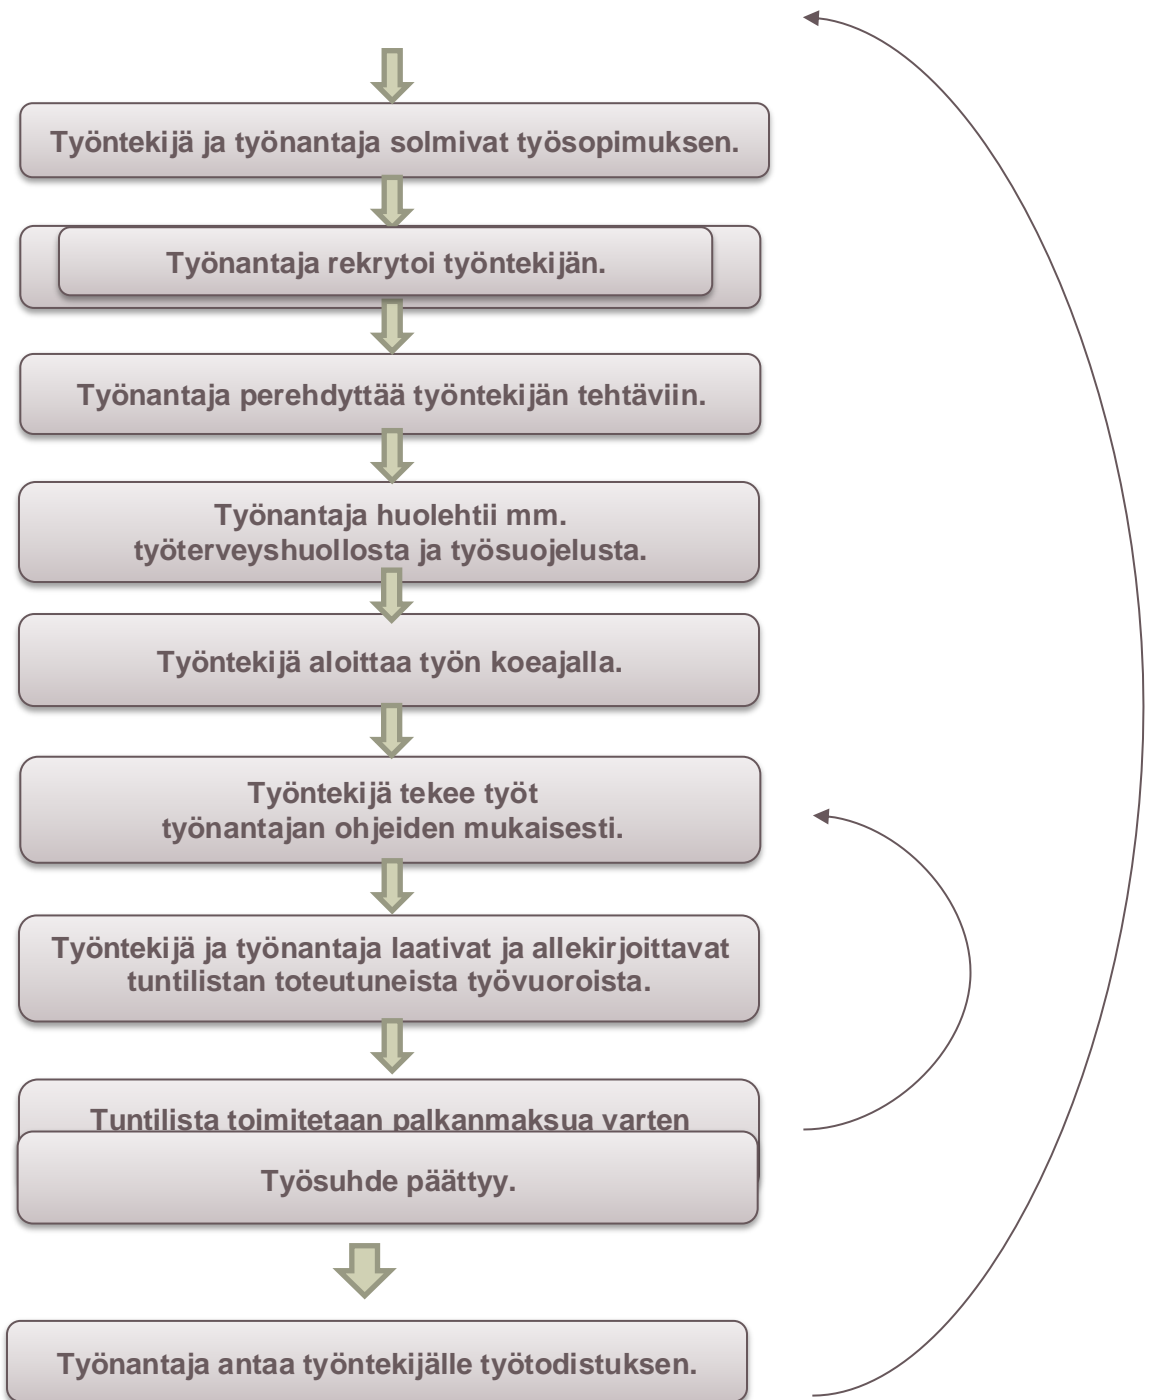 Työntekijä ja työnantaja solmivat työsopimuksen.
Työnantaja rekrytoi työntekijän.
Työnantaja perehdyttää työntekijän tehtäviin.
Työnantaja huolehtii mm.
työterveyshuollosta ja työsuojelusta.
Työntekijä aloittaa työn koeajalla.
Työntekijä tekee työt
työnantajan ohjeiden mukaisesti.
Työntekijä ja työnantaja laativat ja allekirjoittavat
tuntilistan toteutuneista työvuoroista.
Tuntilista toimitetaan palkanmaksua varten
Työsuhde päättyy.
Työnantaja antaa työntekijälle työtodistuksen.